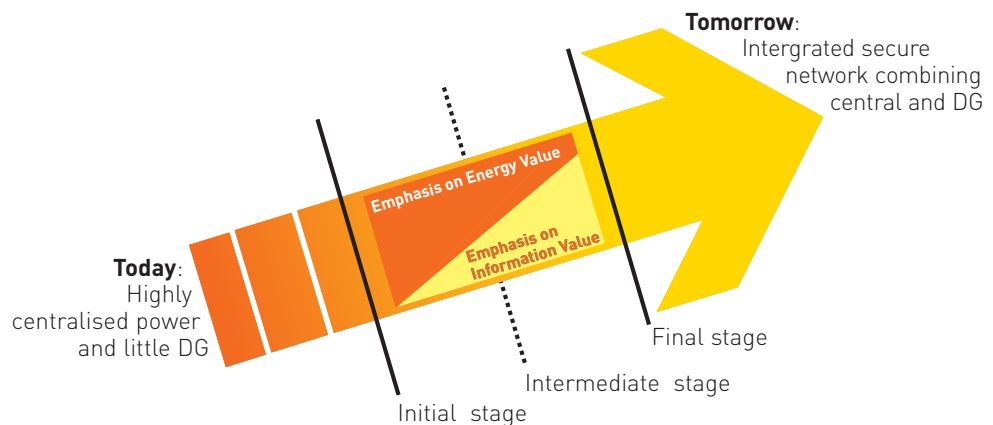 Tomorrow:
Intergrated secure
network combining
central and DG
Emphasis on Energy Value
Emphasis on
Information Value
Today:
Highly
centralised power
and little DG
Final stage
Intermediate stage
Initial stage